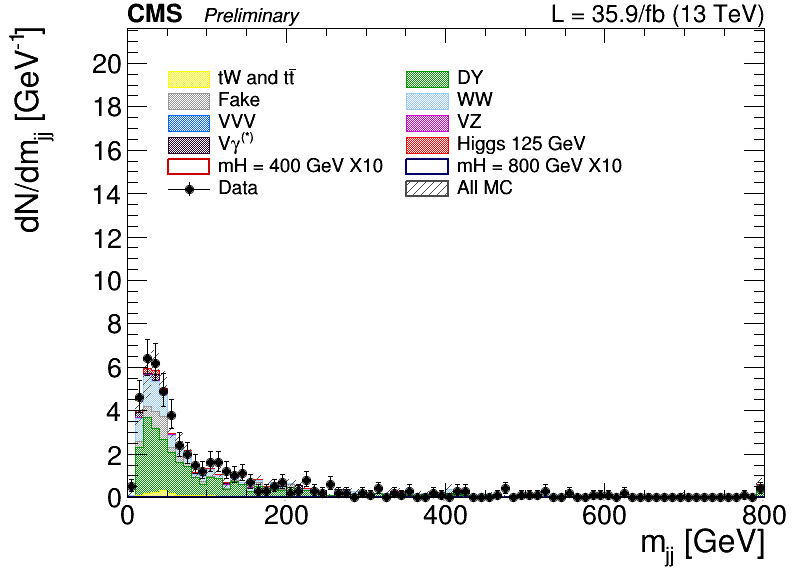 CMS Preliminary L = 35.9/fb (13 TeV)
dN/dm_jj [GeV⁻¹]
20
18
16
14
12
10
8
6
4
2
0
tW and tt̄
DY
Fake
WW
VVV
VZ
Vγ(*)
Higgs 125 GeV
mH = 400 GeV X10
mH = 800 GeV X10
Data
All MC
0 200 400 600 800
m_jj [GeV]